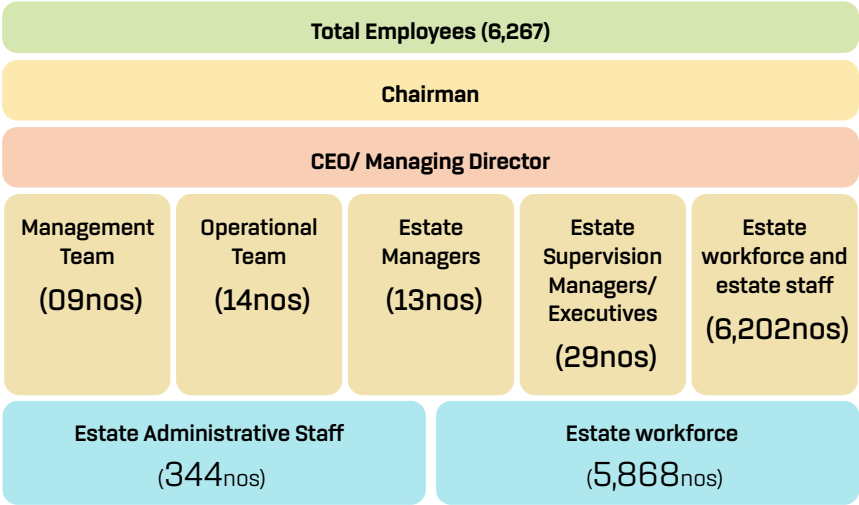 Total Employees (6,267)
Chairman
CEO/ Managing Director
Management
Team
(09nos)
Operational
Team
(14nos)
Estate
Managers
(13nos)
Estate
Supervision
Managers/
Executives
(29nos)
Estate
workforce and
estate staff
(6,202nos)
Estate Administrative Staff
(344nos)
Estate workforce
(5,868nos)